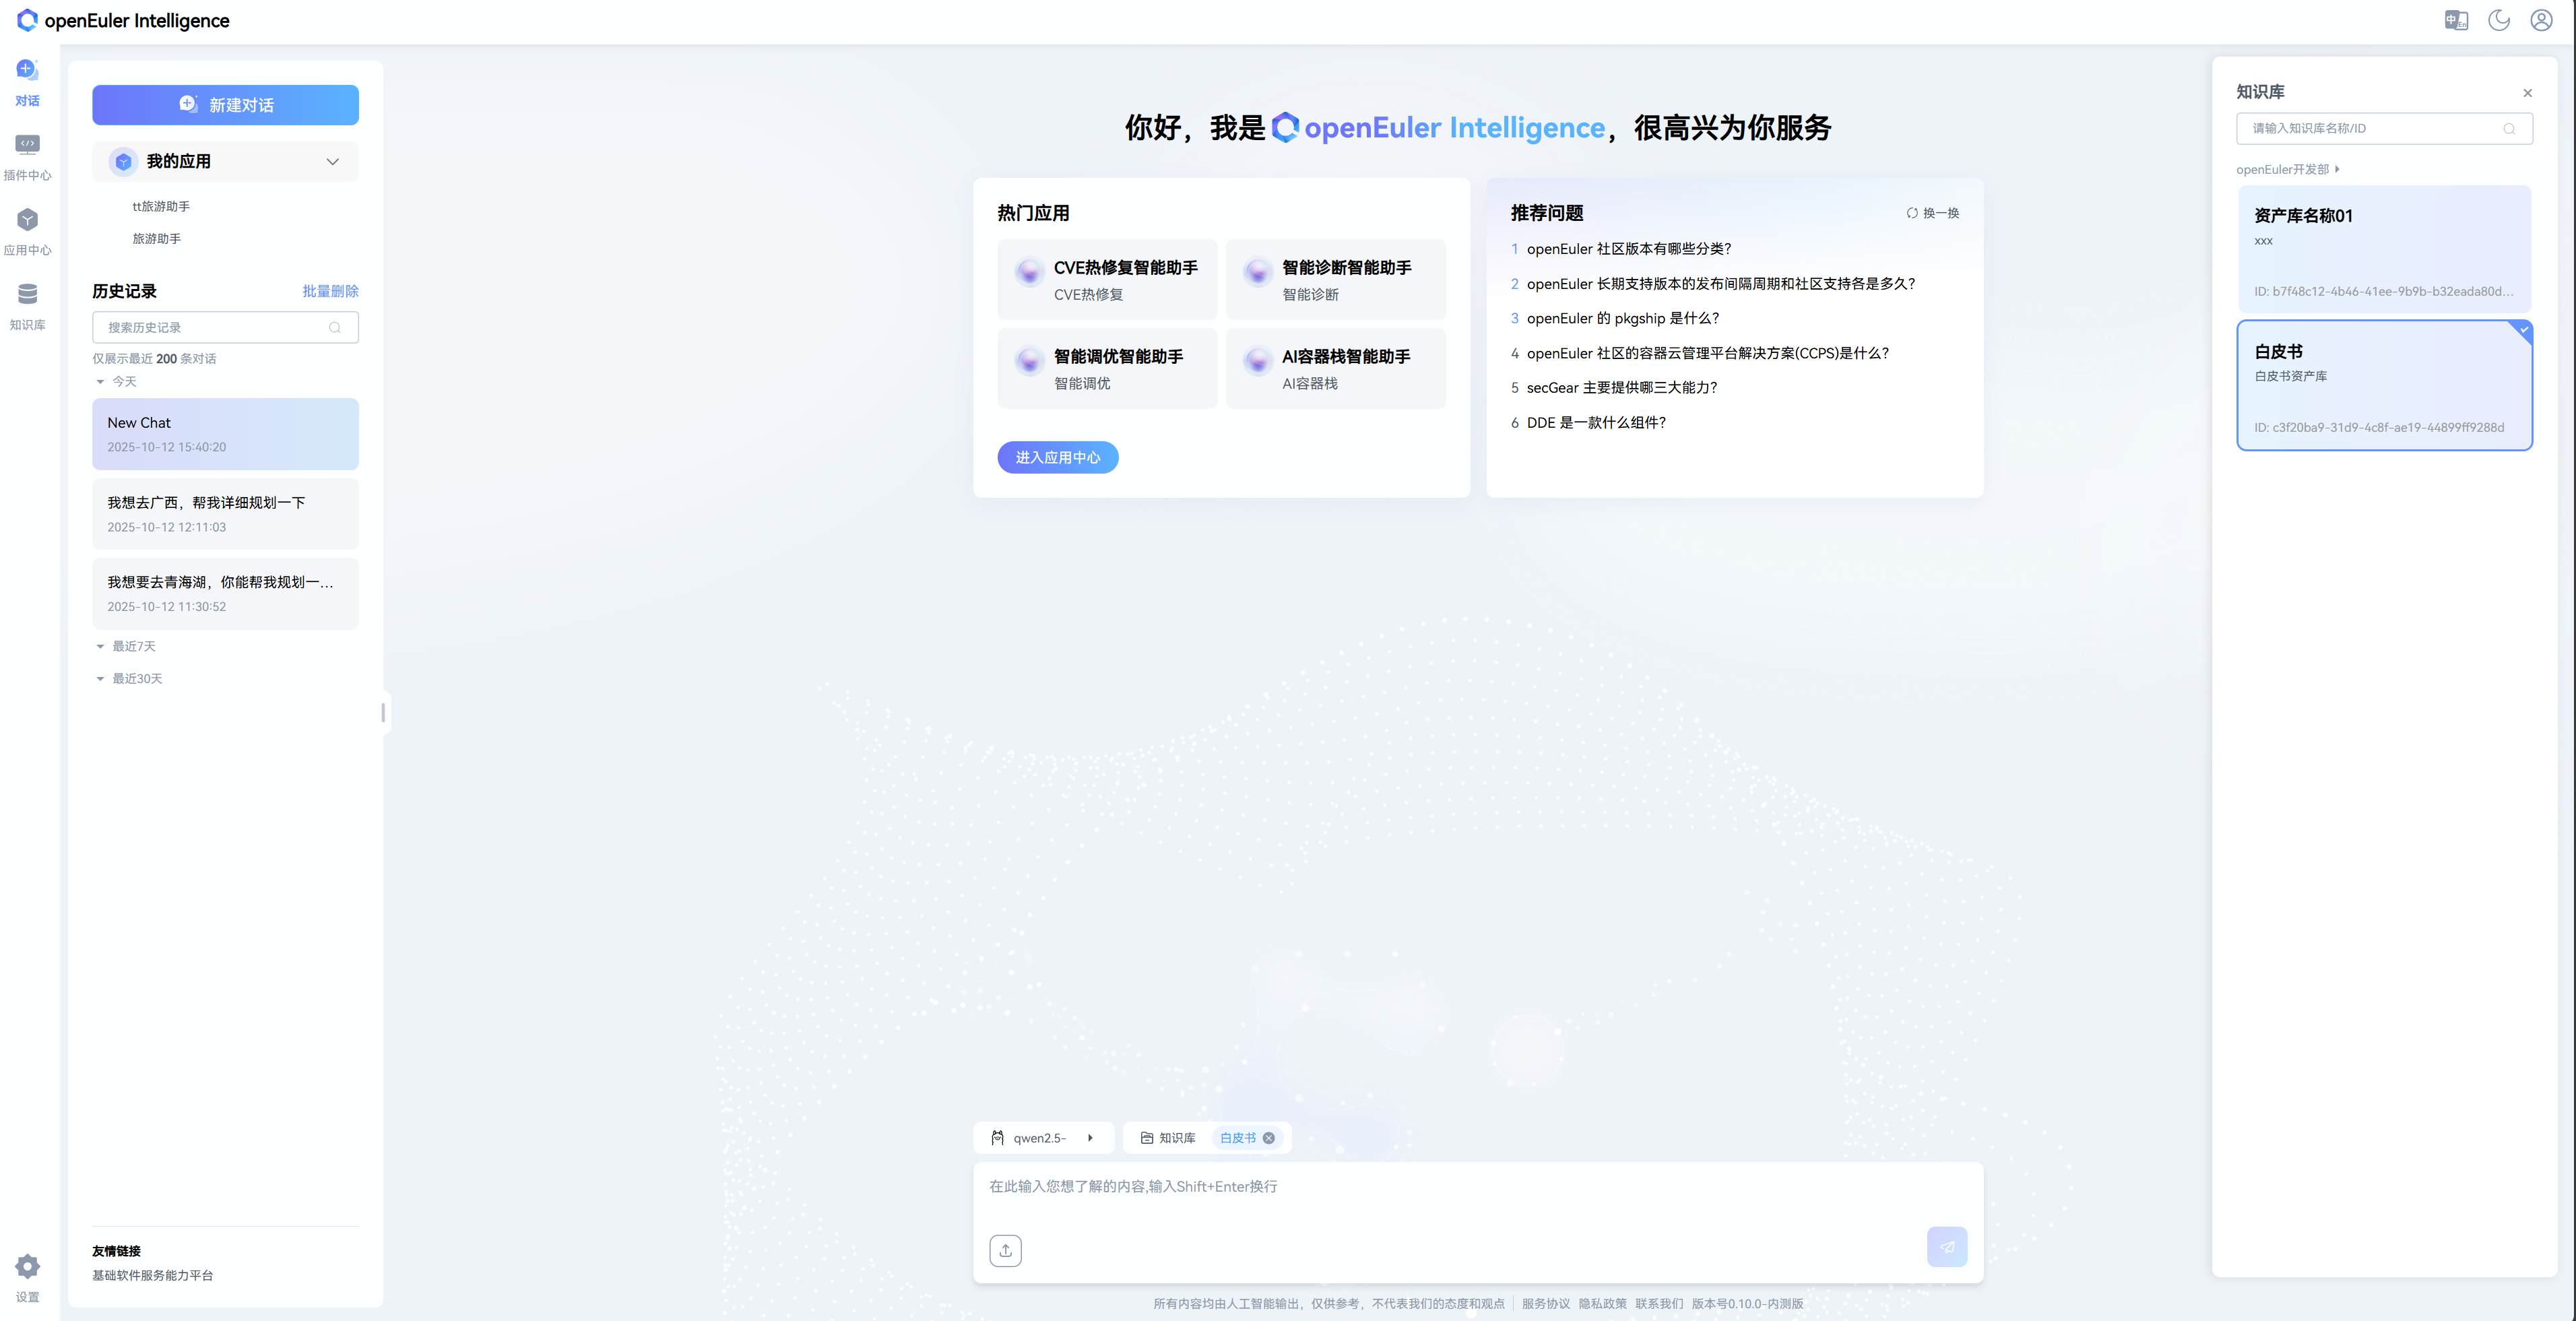 openEuler Intelligence
中 En
对话
插件中心
应用中心
知识库
设置
新建对话
我的应用
tt旅游助手
旅游助手
历史记录 批量删除
搜索历史记录
仅展示最近 200 条对话
今天
New Chat
2025-10-12 15:40:20
我想去广西，帮我详细规划一下
2025-10-12 12:11:03
我想要去青海湖，你能帮我规划一...
2025-10-12 11:30:52
最近7天
最近30天
友情链接
基础软件服务能力平台
你好，我是 openEuler Intelligence，很高兴为你服务
热门应用
CVE热修复智能助手
CVE热修复
智能诊断智能助手
智能诊断
智能调优智能助手
智能调优
AI容器栈智能助手
AI容器栈
进入应用中心
推荐问题 换一换
1 openEuler 社区版本有哪些分类？
2 openEuler 长期支持版本的发布间隔周期和社区支持各是多久？
3 openEuler 的 pkgship 是什么？
4 openEuler 社区的容器云管理平台解决方案(CCPS)是什么？
5 secGear 主要提供哪三大能力？
6 DDE 是一款什么组件？
qwen2.5- 知识库 白皮书
在此输入您想了解的内容,输入Shift+Enter换行
所有内容均由人工智能输出，仅供参考，不代表我们的态度和观点 服务协议 隐私政策 联系我们 版本号0.10.0-内测版
知识库
请输入知识库名称/ID
openEuler开发部
资产库名称01
xxx
ID: b7f48c12-4b46-41ee-9b9b-b32eada80d...
白皮书
白皮书资产库
ID: c3f20ba9-31d9-4c8f-ae19-44899ff9288d